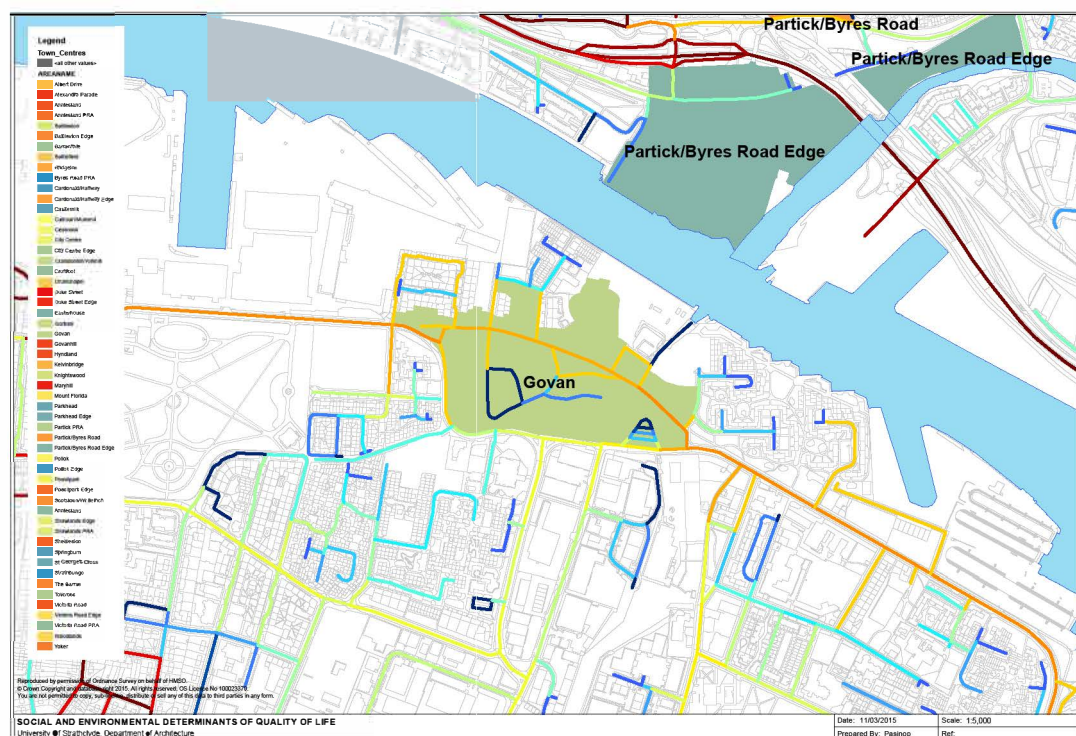 Partick/Byres Road
Partick/Byres Road Edge
Partick/Byres Road Edge
Govan
Legend
Town_Centres
<all other values>
AREANAME
Albert Drive
Alexandra Parade
Anniesland
Anniesland PRA
Baillieston Edge
Byres Road PRA
Cardonald/Halfway
Cardonald/Halfway Edge
City Centre
City Centre Edge
Croftfoot
Duke Street
Duke Street Edge
Easterhouse
Govan
Govanhill
Hyndland
Kelvinbridge
Knightswood
Maryhill
Mount Florida
Parkhead
Parkhead Edge
Partick PRA
Partick/Byres Road
Partick/Byres Road Edge
Pollok
Pollok Edge
Possilpark Edge
Shettleston
Springburn
St George's Cross
Strathbungo
The Barras
Victoria Road
Victoria Road Edge
Victoria Road PRA
Yoker
Reproduced by permission of Ordnance Survey on behalf of HMSO.
© Crown Copyright and database right 2015. All rights reserved. OS Licence No 100023379.
You are not permitted to copy, sub-licence, distribute or sell any of this data to third parties in any form.
SOCIAL AND ENVIRONMENTAL DETERMINANTS OF QUALITY OF LIFE
University Of Strathclyde, Department of Architecture
Date: 11/03/2015
Scale: 1:5,000
Prepared By: Pasinop
Ref: